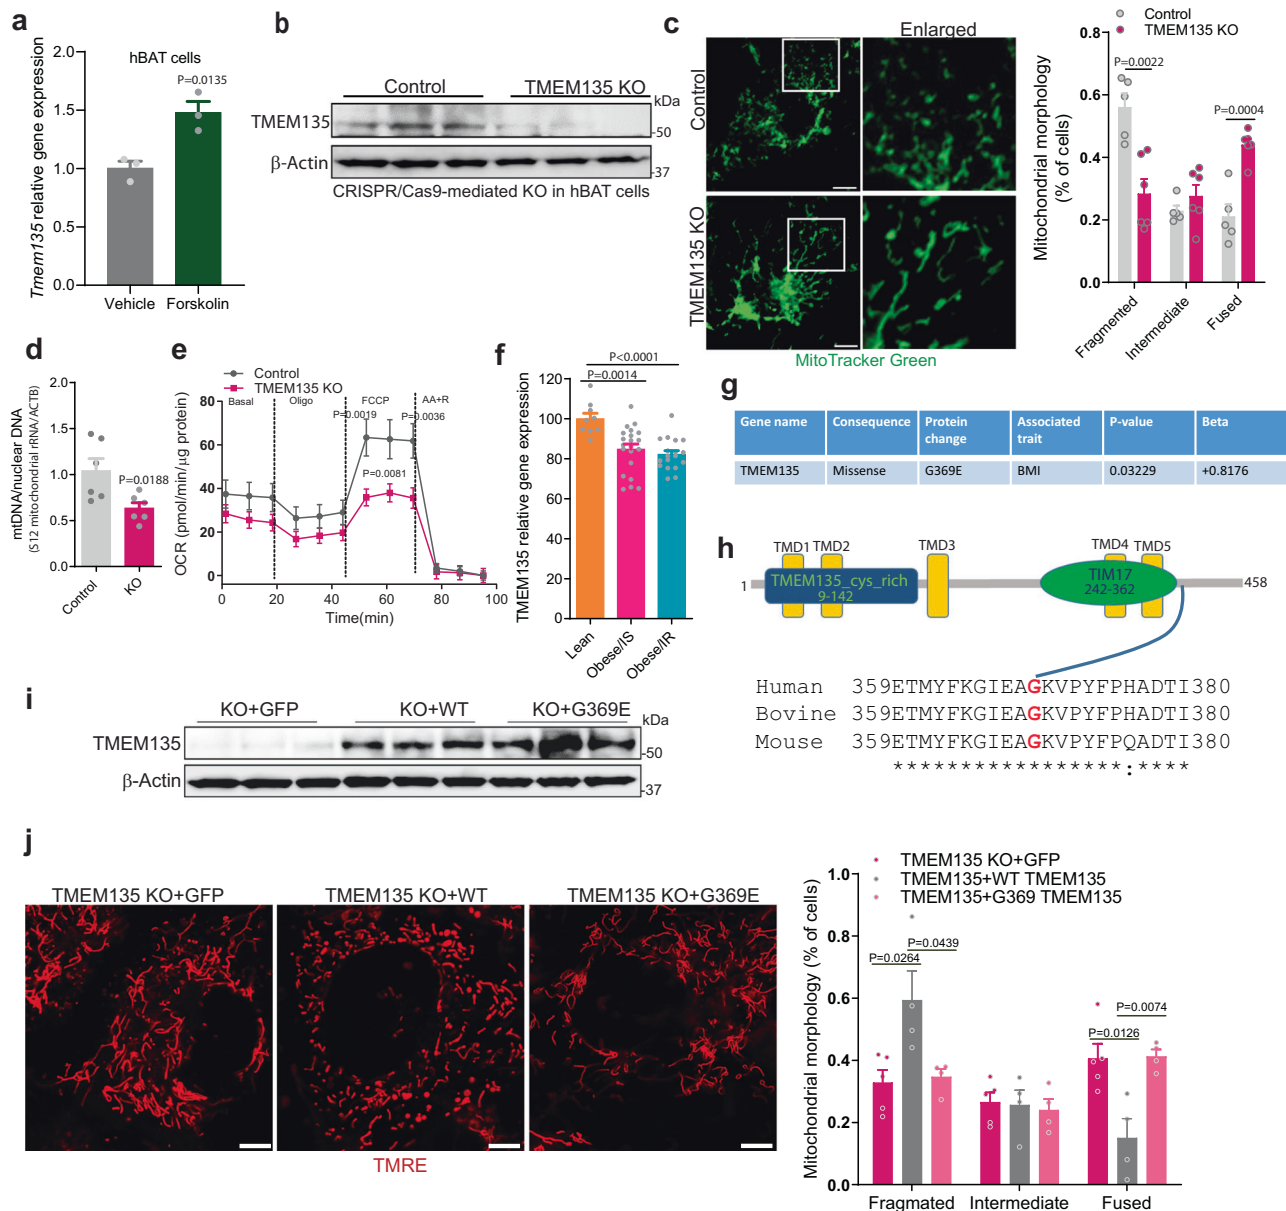 a
Tmem135 relative gene expression
2.0
1.5
1.0
0.5
0.0
hBAT cells
P=0.0135
Vehicle
Forskolin
b
Control
TMEM135 KO
kDa
TMEM135
-50
β-Actin
-37
CRISPR/Cas9-mediated KO in hBAT cells
c
Enlarged
Control
TMEM135 KO
MitoTracker Green
Control
TMEM135 KO
Mitochondrial morphology
(% of cells)
0.8
0.6
0.4
0.2
0.0
P=0.0022
P=0.0004
Fragmented
Intermediate
Fused
d
mtDNA/nuclear DNA
(S12 mitochondrial rRNA/ACTB)
2.0
1.5
1.0
0.5
0.0
P=0.0188
Control
KO
e
Control
TMEM135 KO
OCR (pmol/min/μg protein)
80
60
40
20
0
Basal
Oligo
FCCP
AA+R
P=0.0019
P=0.0036
P=0.0081
0
20
40
60
80
100
Time(min)
f
TMEM135 relative gene expression
P<0.0001
P=0.0014
120
100
80
60
40
20
0
Lean
Obese/IS
Obese/IR
g
Gene name Consequence Protein change Associated trait P-value Beta
TMEM135 Missense G369E BMI 0.03229 +0.8176
h
TMD1
TMD2
TMD3
TMD4
TMD5
1
TMEM135_cys_rich
9-142
TIM17
242-362
458
Human 359ETMYFKGIEAGKVPYFPHADTI380
Bovine 359ETMYFKGIEAGKVPYFPHADTI380
Mouse 359ETMYFKGIEAGKVPYFPQADTI380
*****************:****
i
KO+GFP
KO+WT
KO+G369E
kDa
TMEM135
-50
β-Actin
-37
j
TMEM135 KO+GFP
TMEM135 KO+WT
TMEM135 KO+G369E
TMRE
TMEM135 KO+GFP
TMEM135+WT TMEM135
TMEM135+G369 TMEM135
Mitochondrial morphology (% of cells)
1.0
0.8
0.6
0.4
0.2
0.0
P=0.0264
P=0.0439
P=0.0126
P=0.0074
Fragmated
Intermediate
Fused